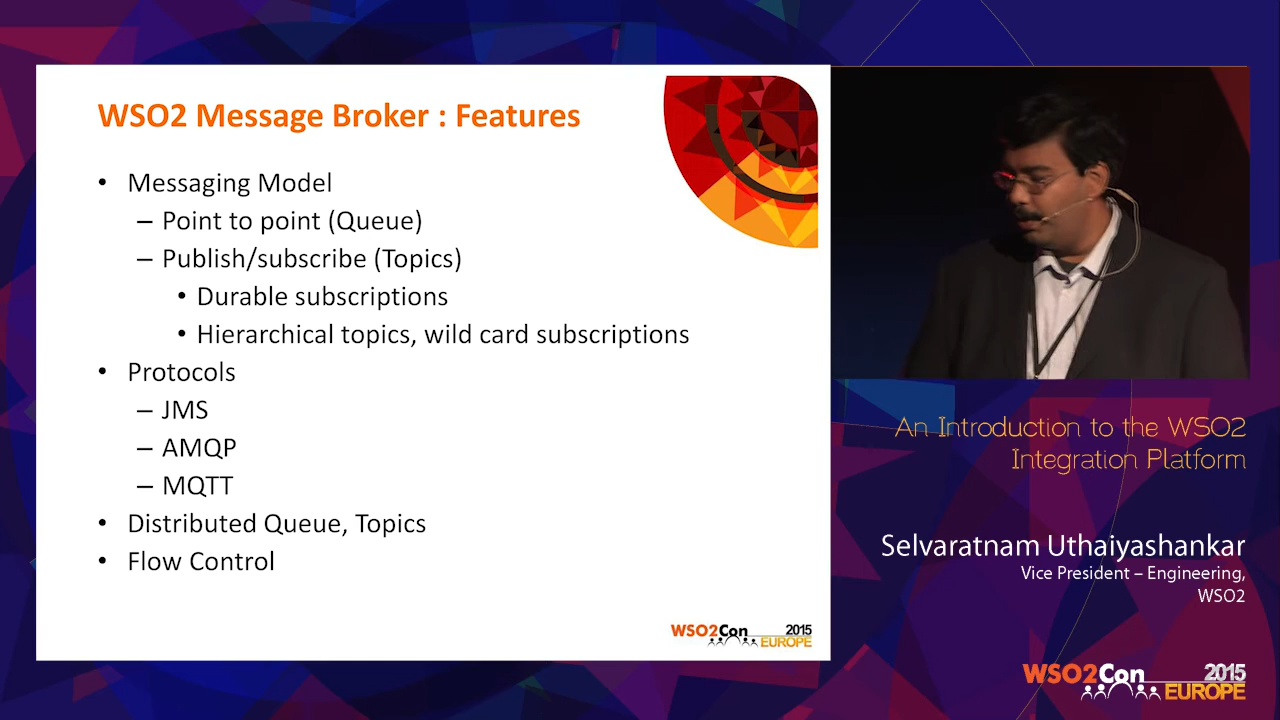 WSO2 Message Broker : Features
• Messaging Model
– Point to point (Queue)
– Publish/subscribe (Topics)
• Durable subscriptions
• Hierarchical topics, wild card subscriptions
• Protocols
– JMS
– AMQP
– MQTT
• Distributed Queue, Topics
• Flow Control
WSO2Con 2015
EUROPE
An Introduction to the WSO2
Integration Platform
Selvaratnam Uthaiyashankar
Vice President – Engineering,
WSO2
WSO2Con 2015
EUROPE